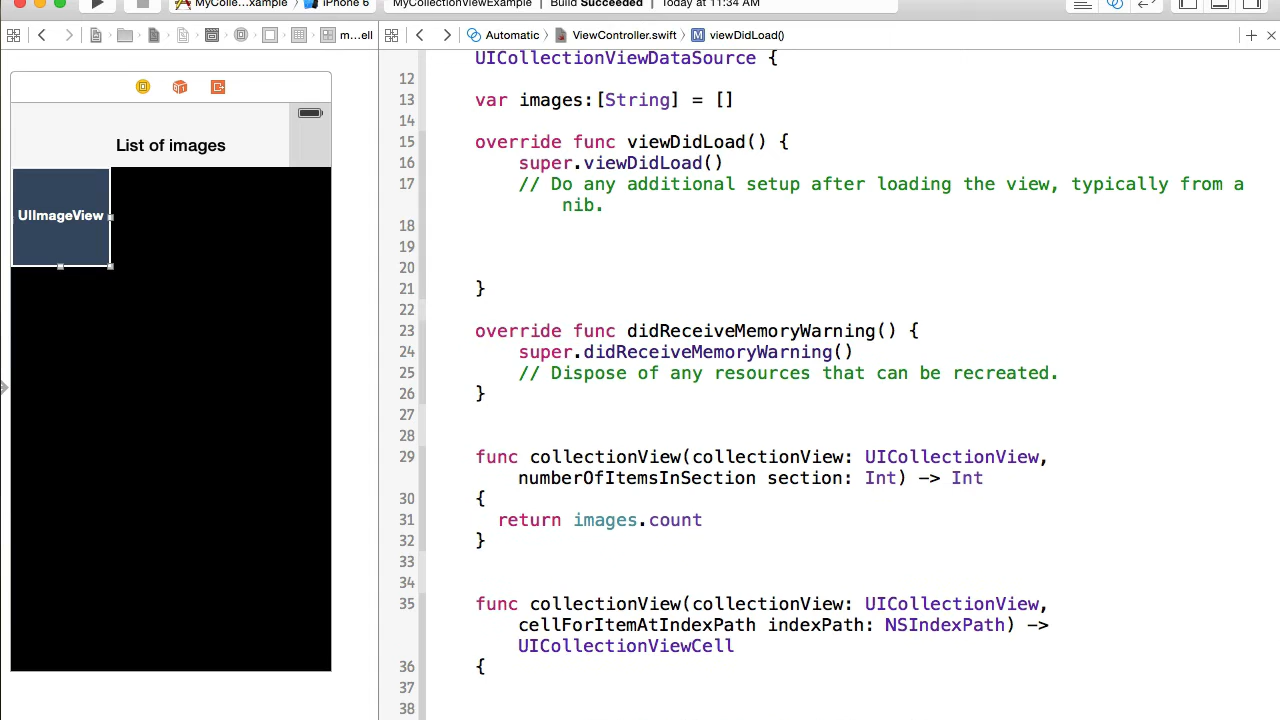 MyColle...xample
iPhone 6
MyCollectionViewExample
Build Succeeded
Today at 11:34 AM
m...ell
Automatic
ViewController.swift
M
viewDidLoad()
List of images
UIImageView
UICollectionViewDataSource {
12
13 var images:[String] = []
14
15 override func viewDidLoad() {
16 super.viewDidLoad()
17 // Do any additional setup after loading the view, typically from a
nib.
18
19
20
21 }
22
23 override func didReceiveMemoryWarning() {
24 super.didReceiveMemoryWarning()
25 // Dispose of any resources that can be recreated.
26 }
27
28
29 func collectionView(collectionView: UICollectionView,
numberOfItemsInSection section: Int) -> Int
30 {
31 return images.count
32 }
33
34
35 func collectionView(collectionView: UICollectionView,
cellForItemAtIndexPath indexPath: NSIndexPath) ->
UICollectionViewCell
36 {
37
38